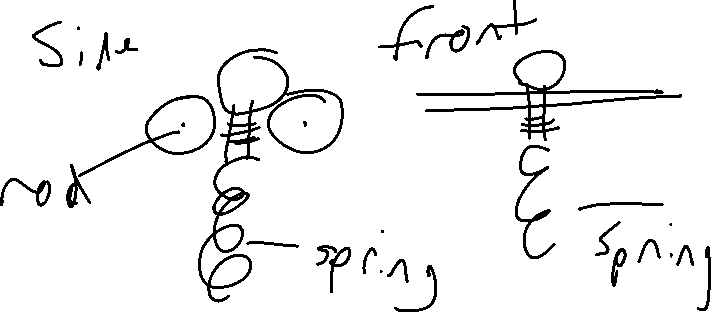 Side
front
rod
spring
spring